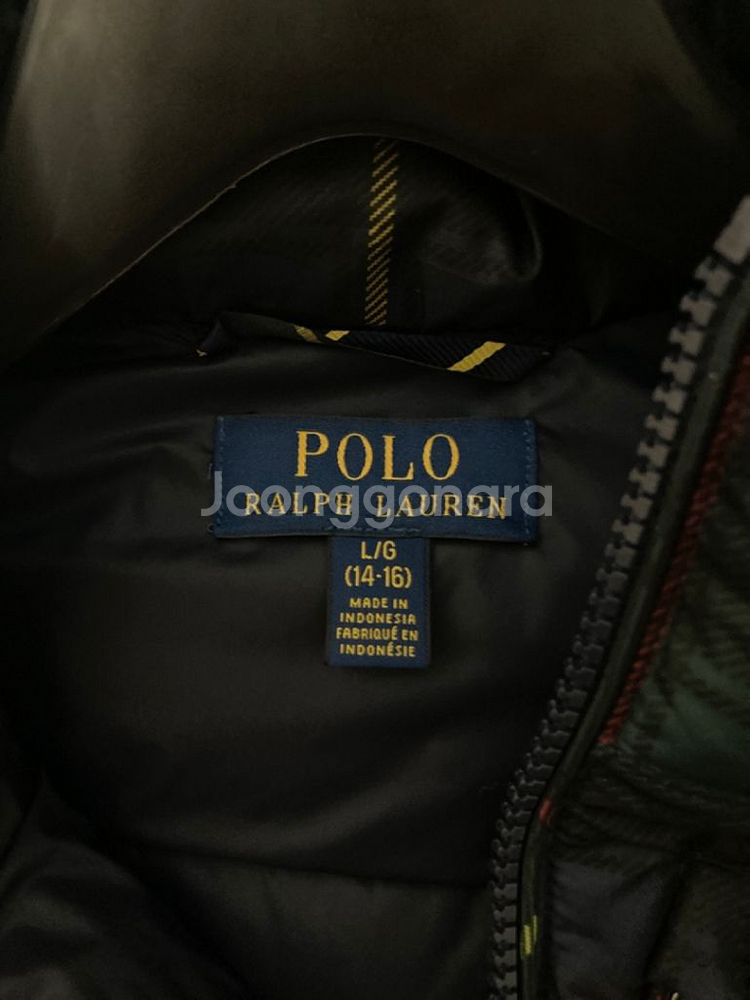 POLO
RALPH LAUREN
Joonggonara
L/G
(14-16)
MADE IN
INDONESIA
FABRIQUÉ EN
INDONÉSIE